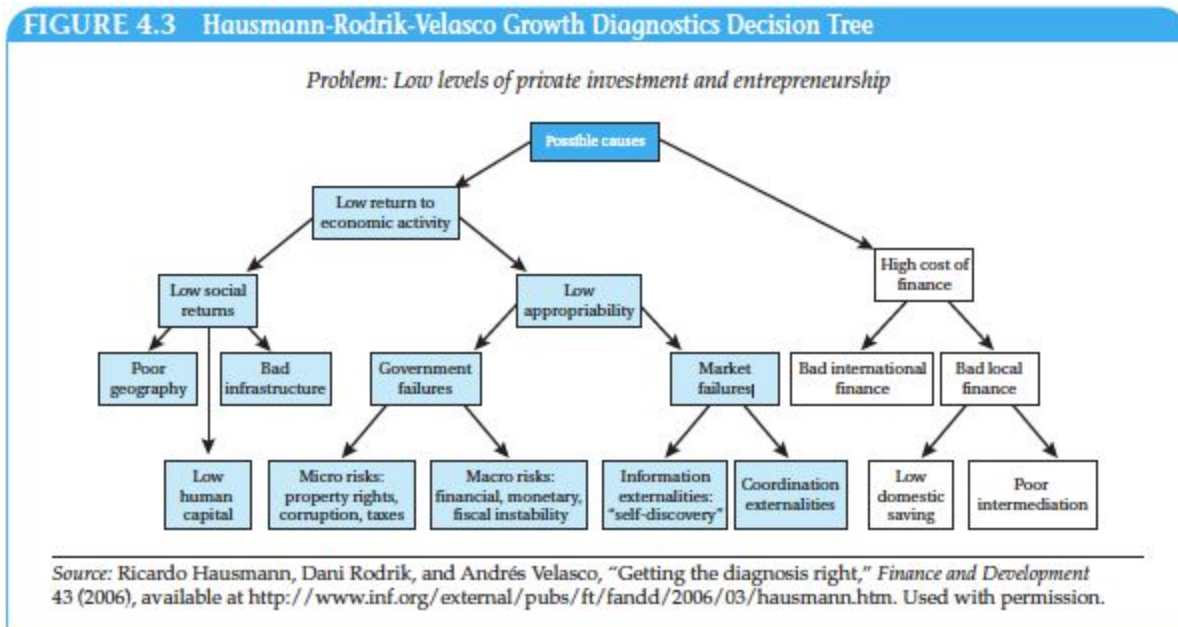 FIGURE 4.3 Hausmann-Rodrik-Velasco Growth Diagnostics Decision Tree
Problem: Low levels of private investment and entrepreneurship
Possible causes
Low return to
economic activity
High cost of
finance
Low social
returns
Low
appropriability
Poor
geography
Bad
infrastructure
Government
failures
Market
failures
Bad international
finance
Bad local
finance
Low
human
capital
Micro risks:
property rights,
corruption, taxes
Macro risks:
financial, monetary,
fiscal instability
Information
externalities:
"self-discovery"
Coordination
externalities
Low
domestic
saving
Poor
intermediation
Source: Ricardo Hausmann, Dani Rodrik, and Andrés Velasco, "Getting the diagnosis right," Finance and Development
43 (2006), available at http://www.inf.org/external/pubs/ft/fandd/2006/03/hausmann.htm. Used with permission.